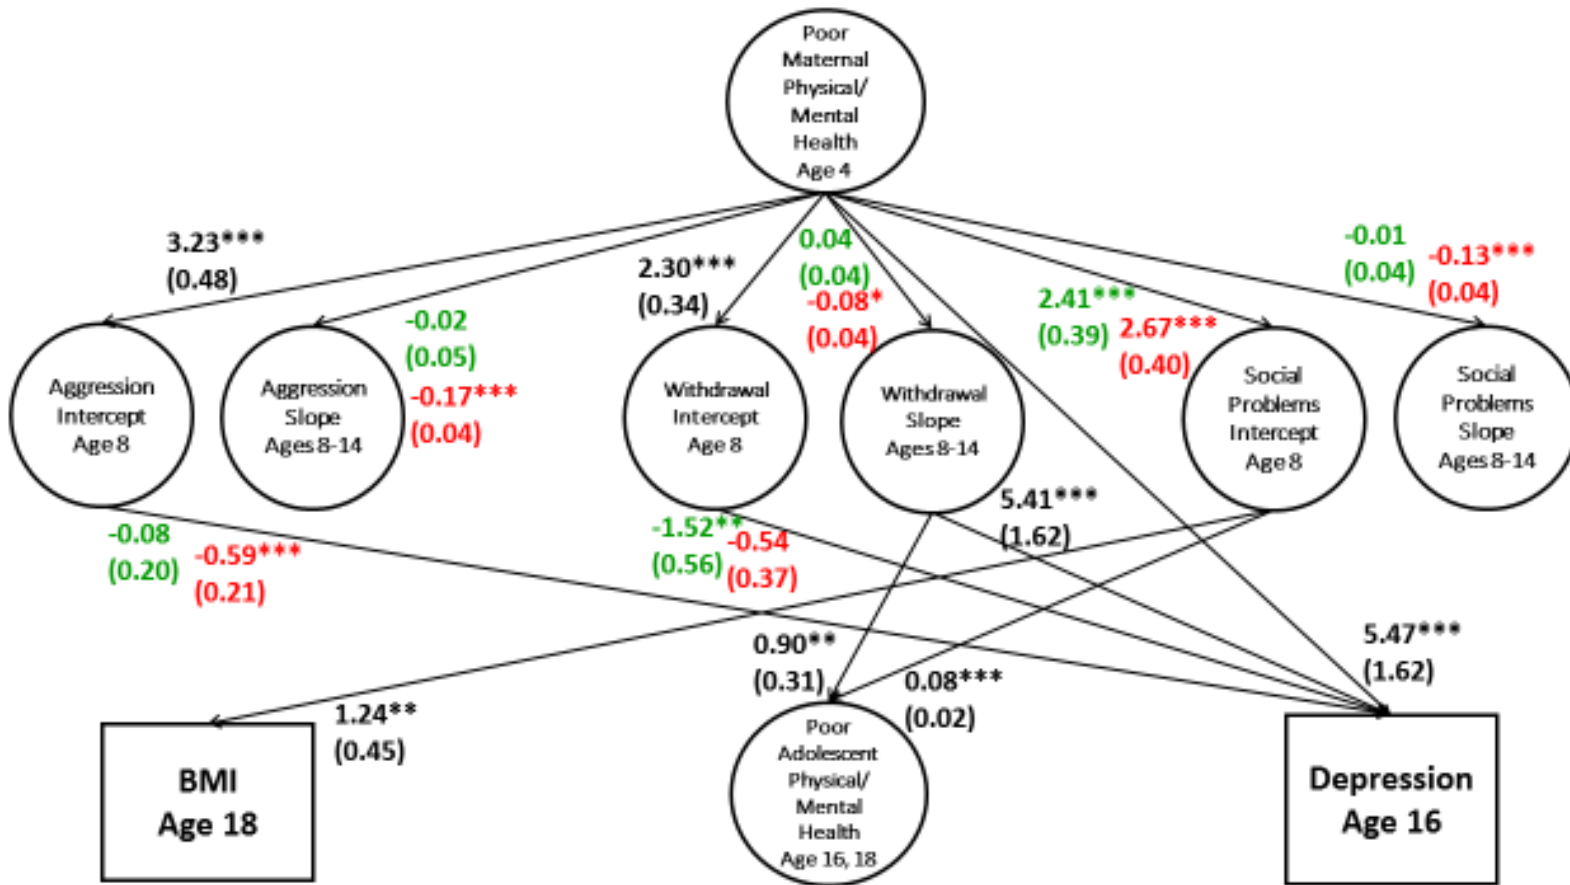 Poor
Maternal
Physical/
Mental
Health
Age 4
3.23***
(0.48)
-0.02
(0.05)
-0.17***
(0.04)
2.30***
(0.34)
0.04
(0.04)
-0.08*
(0.04)
2.41***
(0.39)
2.67***
(0.40)
-0.01
(0.04)
-0.13***
(0.04)
Aggression
Intercept
Age 8
Aggression
Slope
Ages 8-14
Withdrawal
Intercept
Age 8
Withdrawal
Slope
Ages 8-14
Social
Problems
Intercept
Age 8
Social
Problems
Slope
Ages 8-14
-0.08
(0.20)
-0.59***
(0.21)
-1.52**
(0.56)
-0.54
(0.37)
5.41***
(1.62)
0.90**
(0.31)
0.08***
(0.02)
5.47***
(1.62)
1.24**
(0.45)
BMI
Age 18
Poor
Adolescent
Physical/
Mental
Health
Age 16, 18
Depression
Age 16